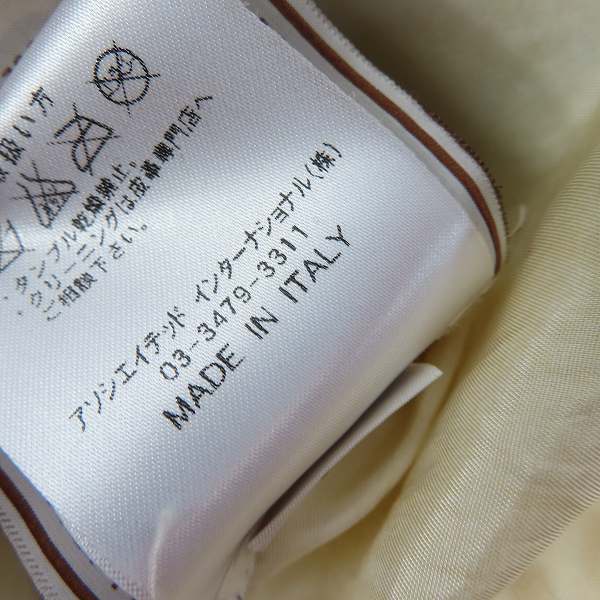 扱い方
・タンブル乾燥禁止。
・クリーニングは皮革専門店へ
ご相談下さい。
アソシエイテッド インターナショナル(株)
03-3479-3311
MADE IN ITALY